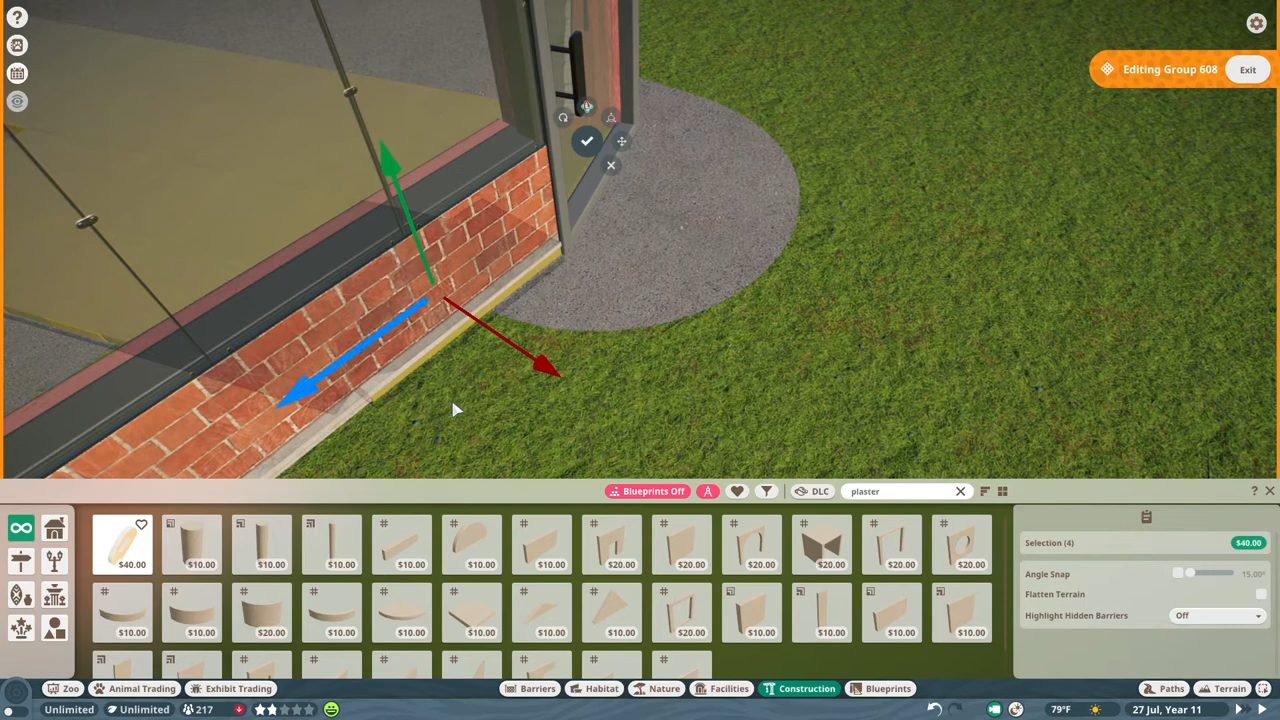 ?
Editing Group 608 Exit
Blueprints Off DLC plaster
? 
$40.00 $10.00 $10.00 $10.00 $10.00 $10.00 $10.00 $20.00 $10.00 $20.00 $20.00 $20.00 $20.00
$10.00 $10.00 $20.00 $10.00 $10.00 $10.00 $10.00 $10.00 $20.00 $10.00 $10.00 $10.00 $10.00
Selection (4) $40.00
Angle Snap 15.00°
Flatten Terrain
Highlight Hidden Barriers Off
Zoo Animal Trading Exhibit Trading Barriers Habitat Nature Facilities Construction Blueprints Paths Terrain
Unlimited Unlimited 217 79°F 27 Jul, Year 11